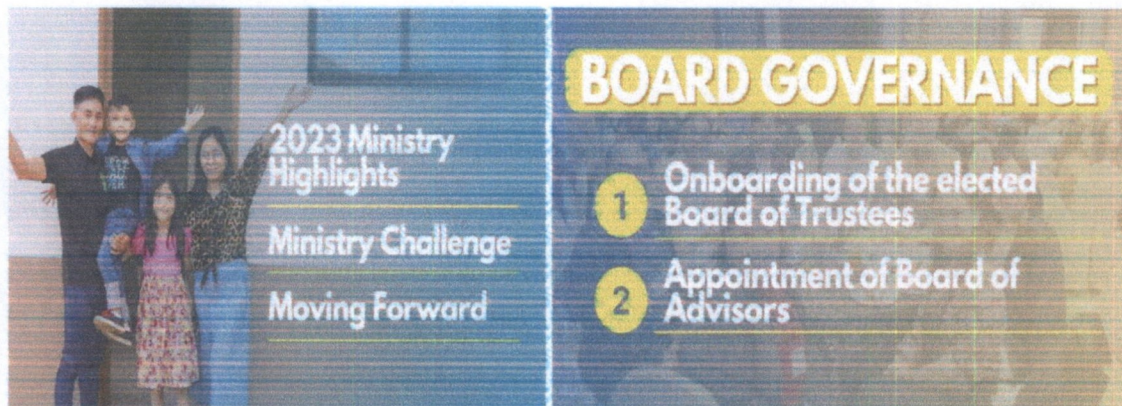 2023 Ministry
Highlights
Ministry Challenge
Moving Forward
BOARD GOVERNANCE
1
Onboarding of the elected
Board of Trustees
2
Appointment of Board of
Advisors